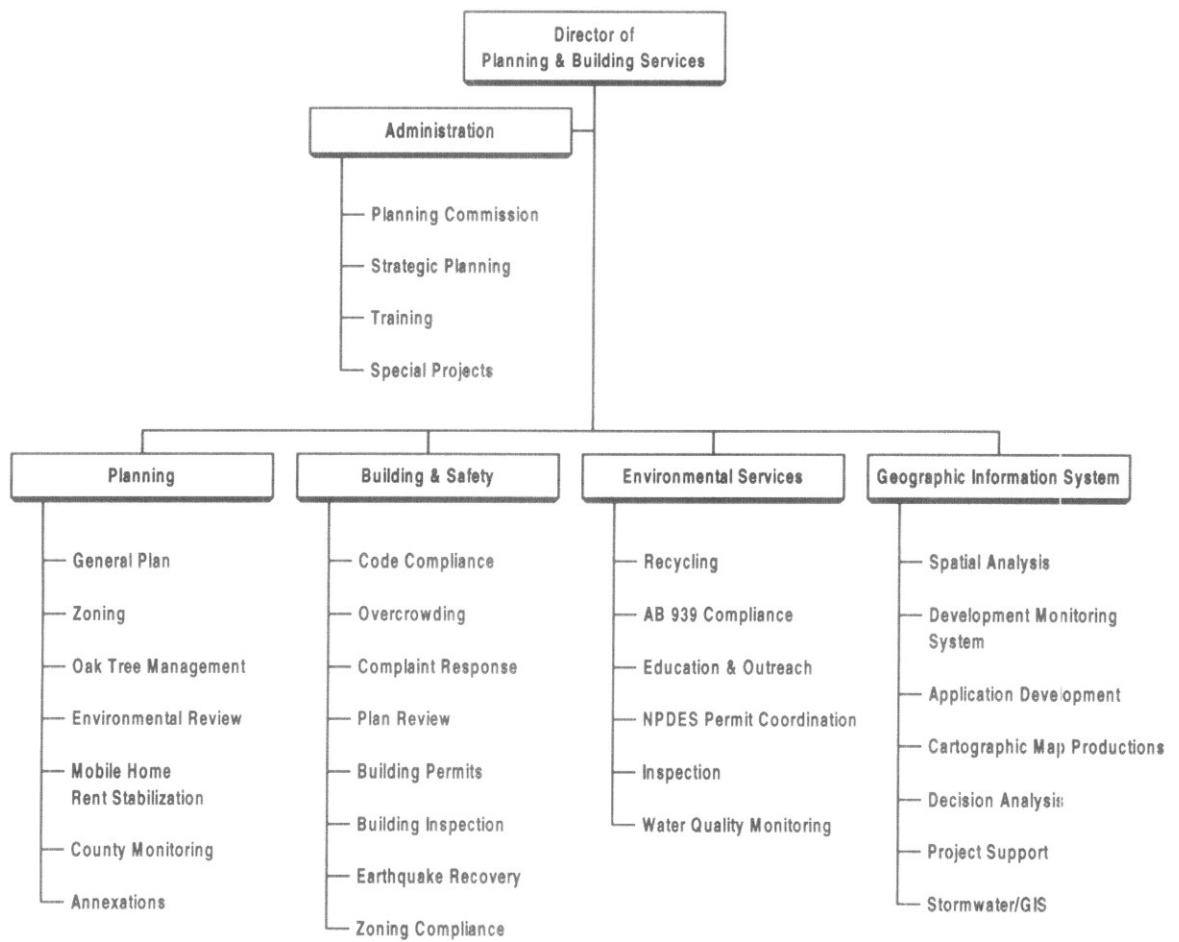 Director of
Planning & Building Services
Administration
Planning Commission
Strategic Planning
Training
Special Projects
Planning
General Plan
Zoning
Oak Tree Management
Environmental Review
Mobile Home
Rent Stabilization
County Monitoring
Annexations
Building & Safety
Code Compliance
Overcrowding
Complaint Response
Plan Review
Building Permits
Building Inspection
Earthquake Recovery
Zoning Compliance
Environmental Services
Recycling
AB 939 Compliance
Education & Outreach
NPDES Permit Coordination
Inspection
Water Quality Monitoring
Geographic Information System
Spatial Analysis
Development Monitoring
System
Application Development
Cartographic Map Productions
Decision Analysis
Project Support
Stormwater/GIS